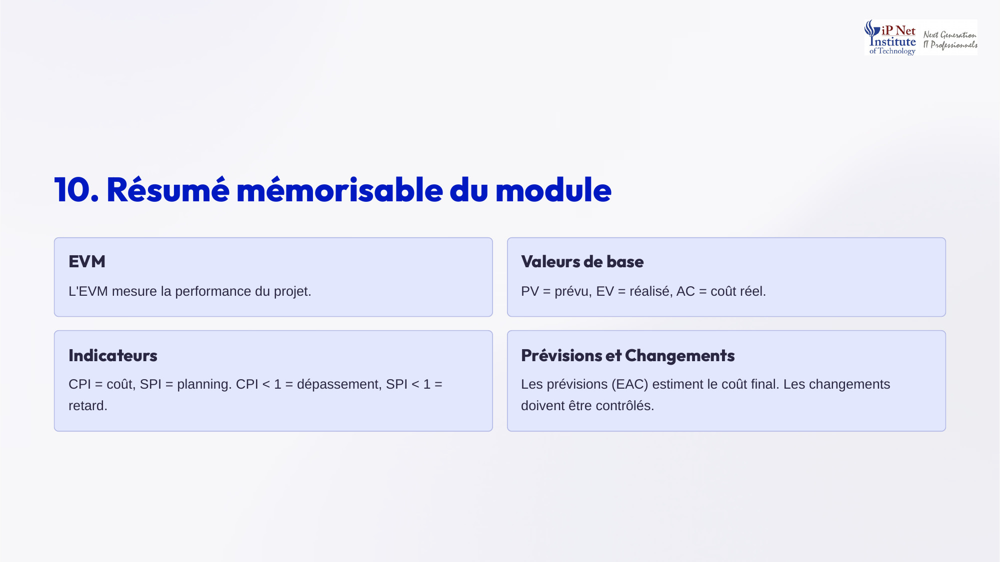 iP Net
Institute
of Technology
Next Generation
IT Professionnels
10. Résumé mémorisable du module
EVM
L'EVM mesure la performance du projet.
Valeurs de base
PV = prévu, EV = réalisé, AC = coût réel.
Indicateurs
CPI = coût, SPI = planning. CPI < 1 = dépassement, SPI < 1 =
retard.
Prévisions et Changements
Les prévisions (EAC) estiment le coût final. Les changements
doivent être contrôlés.